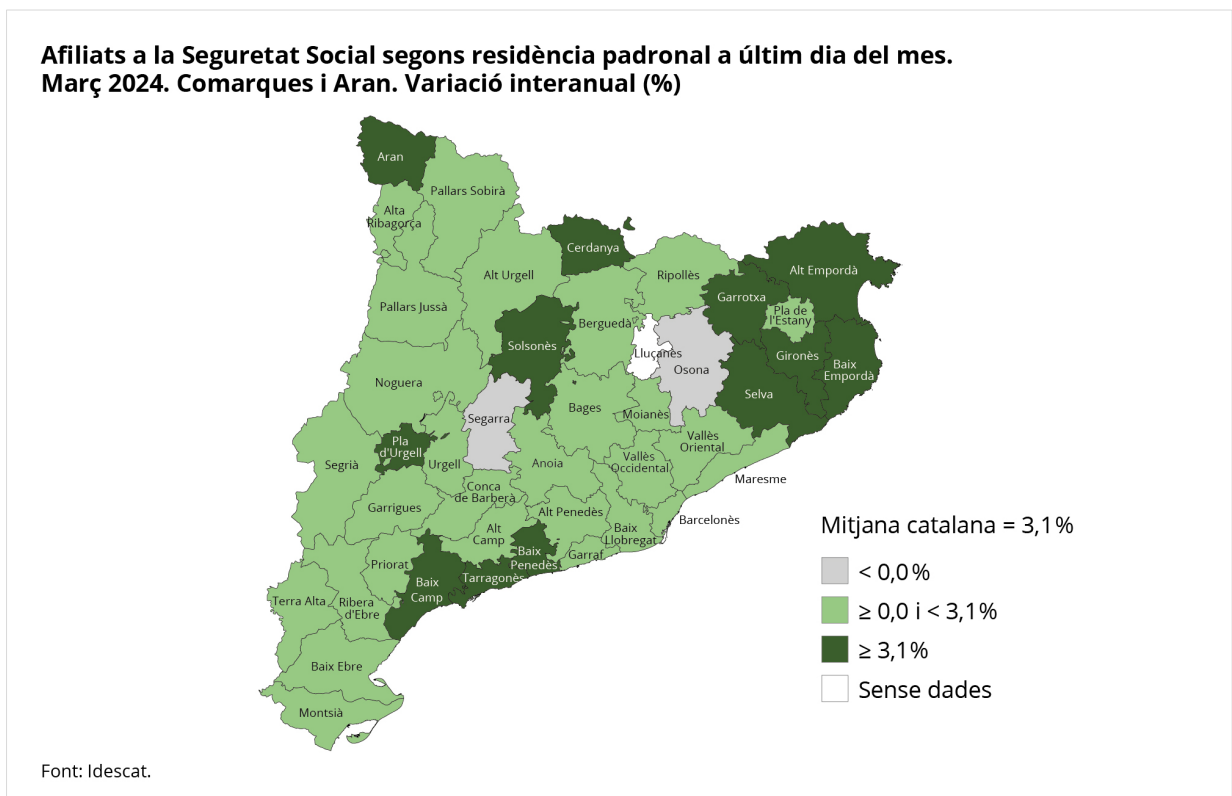 Afiliats a la Seguretat Social segons residència padronal a últim dia del mes.
Març 2024. Comarques i Aran. Variació interanual (%)
Aran
Pallars Sobirà
Alta
Ribagorça
Cerdanya
Alt Urgell
Ripollès
Alt Empordà
Garrotxa
Pallars Jussà
Pla de
l'Estany
Berguedà
Solsonès
Lluçanès
Gironès
Osona
Baix
Empordà
Noguera
Selva
Bages
Moianès
Segarra
Pla
d'Urgell
Vallès
Oriental
Segrià
Urgell
Anoia
Vallès
Occidental
Maresme
Conca
de Barberà
Garrigues
Alt Penedès
Barcelonès
Alt
Camp
Baix
Llobregat
Baix
Penedès
Garraf
Priorat
Tarragonès
Baix
Camp
Terra Alta
Ribera
d'Ebre
Baix Ebre
Montsià
Mitjana catalana = 3,1%
< 0,0%
≥ 0,0 i < 3,1%
≥ 3,1%
Sense dades
Font: Idescat.